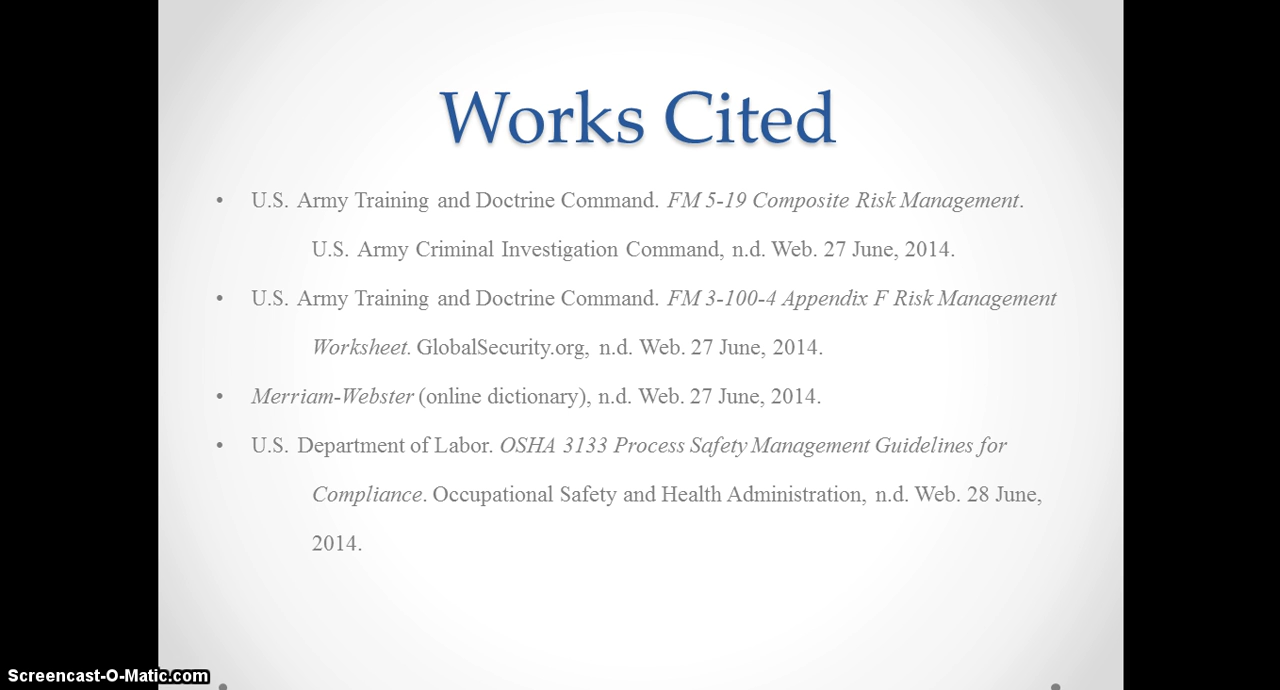 Works Cited
• U.S. Army Training and Doctrine Command. FM 5-19 Composite Risk Management.
U.S. Army Criminal Investigation Command, n.d. Web. 27 June, 2014.
• U.S. Army Training and Doctrine Command. FM 3-100-4 Appendix F Risk Management
Worksheet. GlobalSecurity.org, n.d. Web. 27 June, 2014.
• Merriam-Webster (online dictionary), n.d. Web. 27 June, 2014.
• U.S. Department of Labor. OSHA 3133 Process Safety Management Guidelines for
Compliance. Occupational Safety and Health Administration, n.d. Web. 28 June,
2014.
Screencast-O-Matic.com